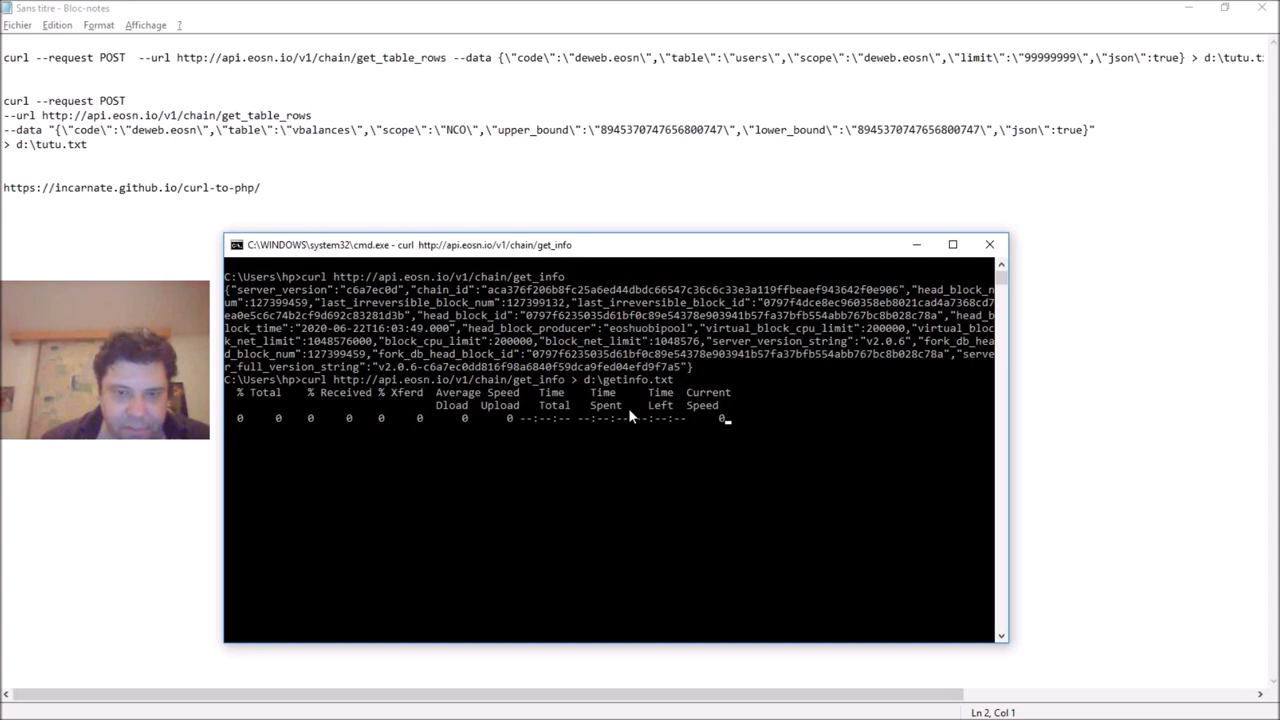 Sans titre - Bloc-notes
Fichier Edition Format Affichage ?
curl --request POST  --url http://api.eosn.io/v1/chain/get_table_rows --data {\"code\":\"deweb.eosn\",\"table\":\"users\",\"scope\":\"deweb.eosn\",\"limit\":\"99999999\",\"json\":true} > d:\tutu.t
curl --request POST
--url http://api.eosn.io/v1/chain/get_table_rows
--data "{\"code\":\"deweb.eosn\",\"table\":\"vbalances\",\"scope\":\"NCO\",\"upper_bound\":\"8945370747656800747\",\"lower_bound\":\"8945370747656800747\",\"json\":true}"
> d:\tutu.txt
https://incarnate.github.io/curl-to-php/
C:\WINDOWS\system32\cmd.exe - curl  http://api.eosn.io/v1/chain/get_info
C:\Users\hp>curl http://api.eosn.io/v1/chain/get_info
{"server_version":"c6a7ec0d","chain_id":"aca376f206b8fc25a6ed44dbdc66547c36c6c33e3a119ffbeaef943642f0e906","head_block_n
um":127399459,"last_irreversible_block_num":127399132,"last_irreversible_block_id":"0797f4dce8ec960358eb8021cad4a7368cd7
ea0e5c6c74b2cf9d692c83281d3b","head_block_id":"0797f6235035d61bf0c89e54378e903941b57fa37bfb554abb767bc8b028c78a","head_b
lock_time":"2020-06-22T16:03:49.000","head_block_producer":"eoshuobipool","virtual_block_cpu_limit":200000,"virtual_bloc
k_net_limit":1048576000,"block_cpu_limit":200000,"block_net_limit":1048576,"server_version_string":"v2.0.6","fork_db_hea
d_block_num":127399459,"fork_db_head_block_id":"0797f6235035d61bf0c89e54378e903941b57fa37bfb554abb767bc8b028c78a","serve
r_full_version_string":"v2.0.6-c6a7ec0dd816f98a6840f59dca9fed04efd9f7a5"}
C:\Users\hp>curl http://api.eosn.io/v1/chain/get_info > d:\getinfo.txt
% Total % Received % Xferd Average Speed Time Time Time Current
Dload Upload Total Spent Left Speed
0 0 0 0 0 0 0 0 --:--:-- --:--:-- --:--:-- 0
Ln 2, Col 1